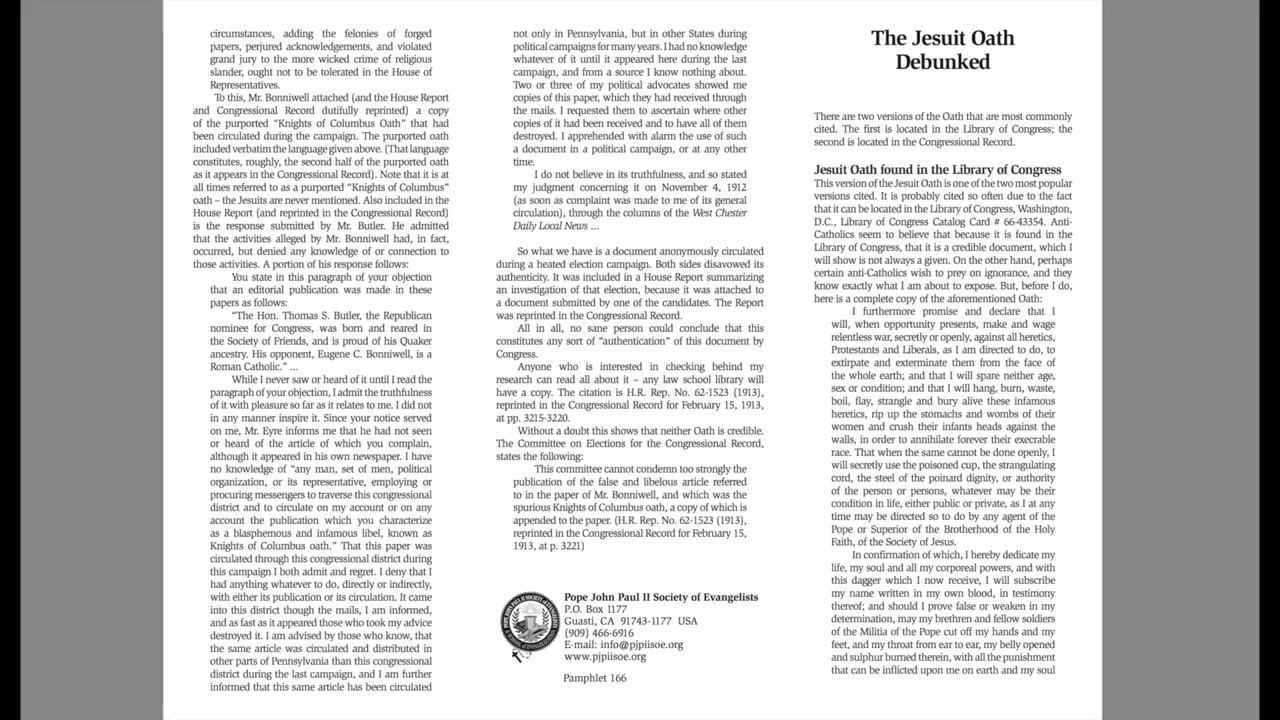 circumstances, adding the felonies of forged
papers, perjured acknowledgements, and violated
grand jury to the more wicked crime of religious
slander, ought not to be tolerated in the House of
Representatives.
To this, Mr. Bonniwell attached (and the House Report
and Congressional Record dutifully reprinted) a copy
of the purported “Knights of Columbus Oath” that had
been circulated during the campaign. The purported oath
included verbatim the language given above. (That language
constitutes, roughly, the second half of the purported oath
as it appears in the Congressional Record). Note that it is at
all times referred to as a purported “Knights of Columbus”
oath – the Jesuits are never mentioned. Also included in the
House Report (and reprinted in the Congressional Record)
is the response submitted by Mr. Butler. He admitted
that the activities alleged by Mr. Bonniwell had, in fact,
occurred, but denied any knowledge of or connection to
those activities. A portion of his response follows:
You state in this paragraph of your objection
that an editorial publication was made in these
papers as follows:
“The Hon. Thomas S. Butler, the Republican
nominee for Congress, was born and reared in
the Society of Friends, and is proud of his Quaker
ancestry. His opponent, Eugene C. Bonniwell, is a
Roman Catholic.” ...
While I never saw or heard of it until I read the
paragraph of your objection, I admit the truthfulness
of it with pleasure so far as it relates to me. I did not
in any manner inspire it. Since your notice served
on me, Mr. Eyre informs me that he had not seen
or heard of the article of which you complain,
although it appeared in his own newspaper. I have
no knowledge of “any man, set of men, political
organization, or its representative, employing or
procuring messengers to traverse this congressional
district and to circulate on my account or on any
account the publication which you characterize
as a blasphemous and infamous libel, known as
Knights of Columbus oath.” That this paper was
circulated through this congressional district during
this campaign I both admit and regret. I deny that I
had anything whatever to do, directly or indirectly,
with either its publication or its circulation. It came
into this district though the mails, I am informed,
and as fast as it appeared those who took my advice
destroyed it. I am advised by those who know, that
the same article was circulated and distributed in
other parts of Pennsylvania than this congressional
district during the last campaign, and I am further
informed that this same article has been circulated
not only in Pennsylvania, but in other States during
political campaigns for many years. I had no knowledge
whatever of it until it appeared here during the last
campaign, and from a source I know nothing about.
Two or three of my political advocates showed me
copies of this paper, which they had received through
the mails. I requested them to ascertain where other
copies of it had been received and to have all of them
destroyed. I apprehended with alarm the use of such
a document in a political campaign, or at any other
time.
I do not believe in its truthfulness, and so stated
my judgment concerning it on November 4, 1912
(as soon as complaint was made to me of its general
circulation), through the columns of the West Chester
Daily Local News ...
So what we have is a document anonymously circulated
during a heated election campaign. Both sides disavowed its
authenticity. It was included in a House Report summarizing
an investigation of that election, because it was attached to
a document submitted by one of the candidates. The Report
was reprinted in the Congressional Record.
All in all, no sane person could conclude that this
constitutes any sort of “authentication” of this document by
Congress.
Anyone who is interested in checking behind my
research can read all about it – any law school library will
have a copy. The citation is H.R. Rep. No. 62-1523 (1913),
reprinted in the Congressional Record for February 15, 1913,
at pp. 3215-3220.
Without a doubt this shows that neither Oath is credible.
The Committee on Elections for the Congressional Record,
states the following:
This committee cannot condemn too strongly the
publication of the false and libelous article referred
to in the paper of Mr. Bonniwell, and which was the
spurious Knights of Columbus oath, a copy of which is
appended to the paper. (H.R. Rep. No. 62-1523 (1913),
reprinted in the Congressional Record for February 15,
1913, at p. 3221)
Pope John Paul II Society of Evangelists
P.O. Box 1177
Guasti, CA 91743-1177 USA
(909) 466-6916
E-mail: info@pjpiisoe.org
www.pjpiisoe.org
Pamphlet 166
The Jesuit Oath
Debunked
There are two versions of the Oath that are most commonly
cited. The first is located in the Library of Congress; the
second is located in the Congressional Record.
Jesuit Oath found in the Library of Congress
This version of the Jesuit Oath is one of the two most popular
versions cited. It is probably cited so often due to the fact
that it can be located in the Library of Congress, Washington,
D.C., Library of Congress Catalog Card # 66-43354. Anti-
Catholics seem to believe that because it is found in the
Library of Congress, that it is a credible document, which I
will show is not always a given. On the other hand, perhaps
certain anti-Catholics wish to prey on ignorance, and they
know exactly what I am about to expose. But, before I do,
here is a complete copy of the aforementioned Oath:
I furthermore promise and declare that I
will, when opportunity presents, make and wage
relentless war, secretly or openly, against all heretics,
Protestants and Liberals, as I am directed to do, to
extirpate and exterminate them from the face of
the whole earth; and that I will spare neither age,
sex or condition; and that I will hang, burn, waste,
boil, flay, strangle and bury alive these infamous
heretics, rip up the stomachs and wombs of their
women and crush their infants heads against the
walls, in order to annihilate forever their execrable
race. That when the same cannot be done openly, I
will secretly use the poisoned cup, the strangulating
cord, the steel of the poinard dignity, or authority
of the person or persons, whatever may be their
condition in life, either public or private, as I at any
time may be directed so to do by any agent of the
Pope or Superior of the Brotherhood of the Holy
Faith, of the Society of Jesus.
In confirmation of which, I hereby dedicate my
life, my soul and all my corporeal powers, and with
this dagger which I now receive, I will subscribe
my name written in my own blood, in testimony
thereof; and should I prove false or weaken in my
determination, may my brethren and fellow soldiers
of the Militia of the Pope cut off my hands and my
feet, and my throat from ear to ear, my belly opened
and sulphur burned therein, with all the punishment
that can be inflicted upon me on earth and my soul